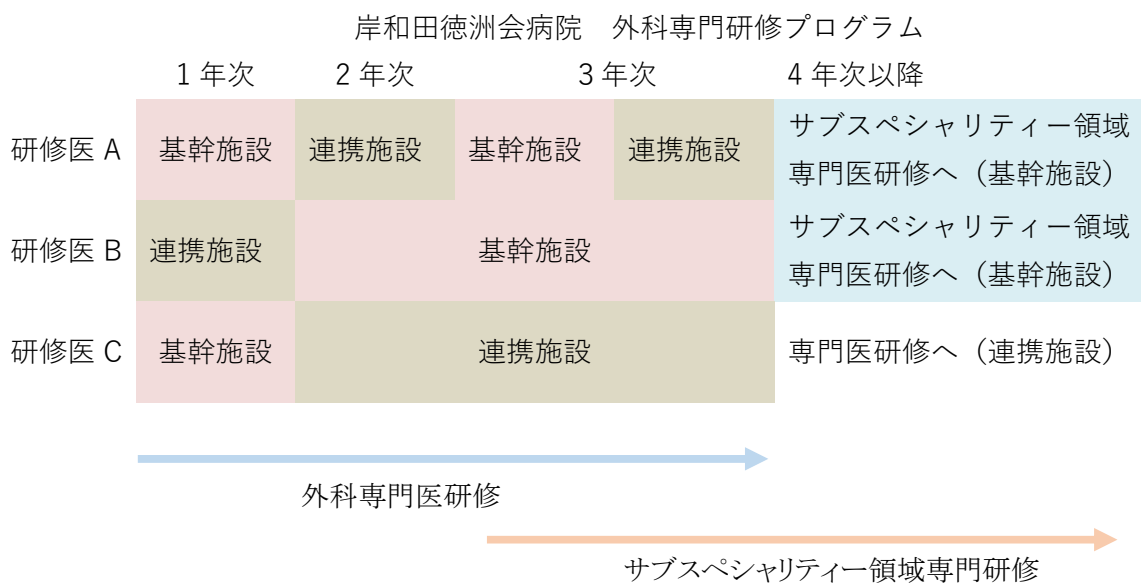 岸和田徳洲会病院　外科専門研修プログラム
1 年次 2 年次 3 年次 4 年次以降
研修医 A 基幹施設 連携施設 基幹施設 連携施設 サブスペシャリティー領域
専門医研修へ（基幹施設）
研修医 B 連携施設 基幹施設 サブスペシャリティー領域
専門医研修へ（基幹施設）
研修医 C 基幹施設 連携施設 専門医研修へ（連携施設）
外科専門医研修
サブスペシャリティー領域専門研修